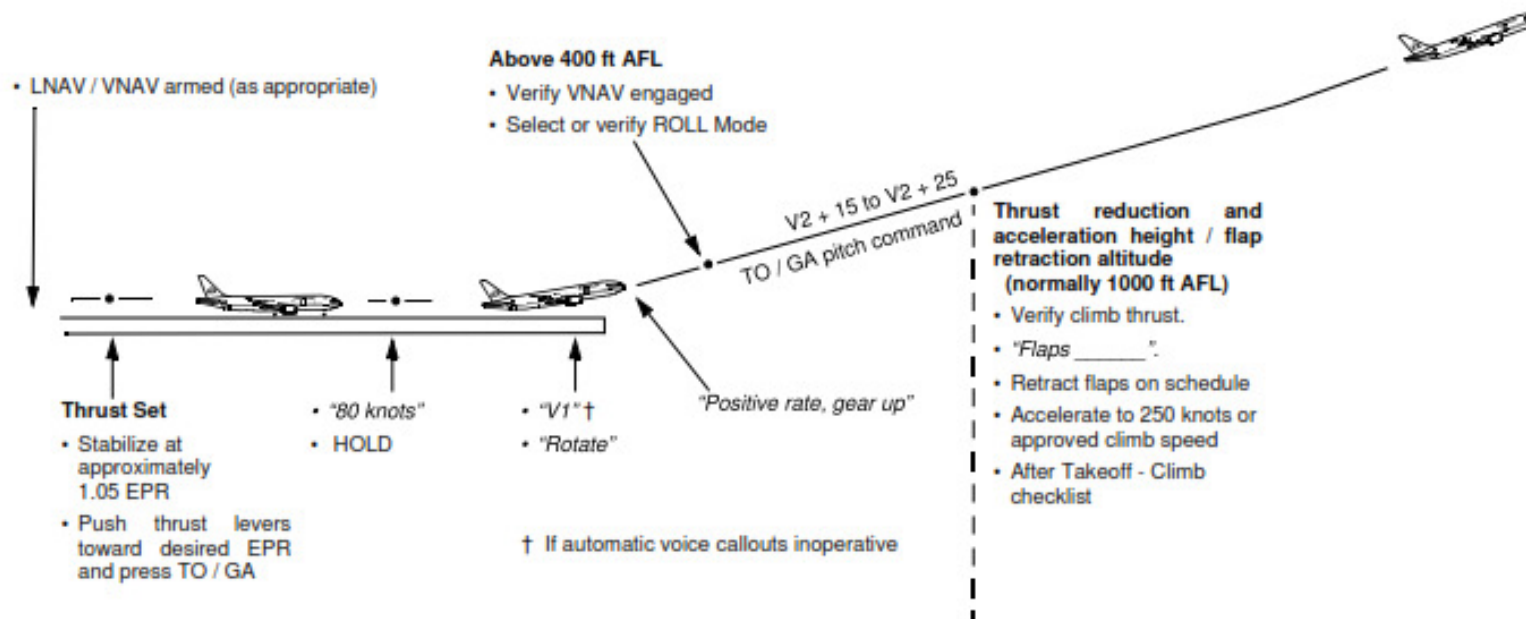 • LNAV / VNAV armed (as appropriate)
Above 400 ft AFL
• Verify VNAV engaged
• Select or verify ROLL Mode
V2 + 15 to V2 + 25
TO / GA pitch command
Thrust Set
• Stabilize at
approximately
1.05 EPR
• Push thrust levers
toward desired EPR
and press TO / GA
• "80 knots"
• HOLD
• "V1" †
• "Rotate"
"Positive rate, gear up"
† If automatic voice callouts inoperative
Thrust reduction and
acceleration height / flap
retraction altitude
(normally 1000 ft AFL)
• Verify climb thrust.
• "Flaps ______".
• Retract flaps on schedule
• Accelerate to 250 knots or
approved climb speed
• After Takeoff - Climb
checklist